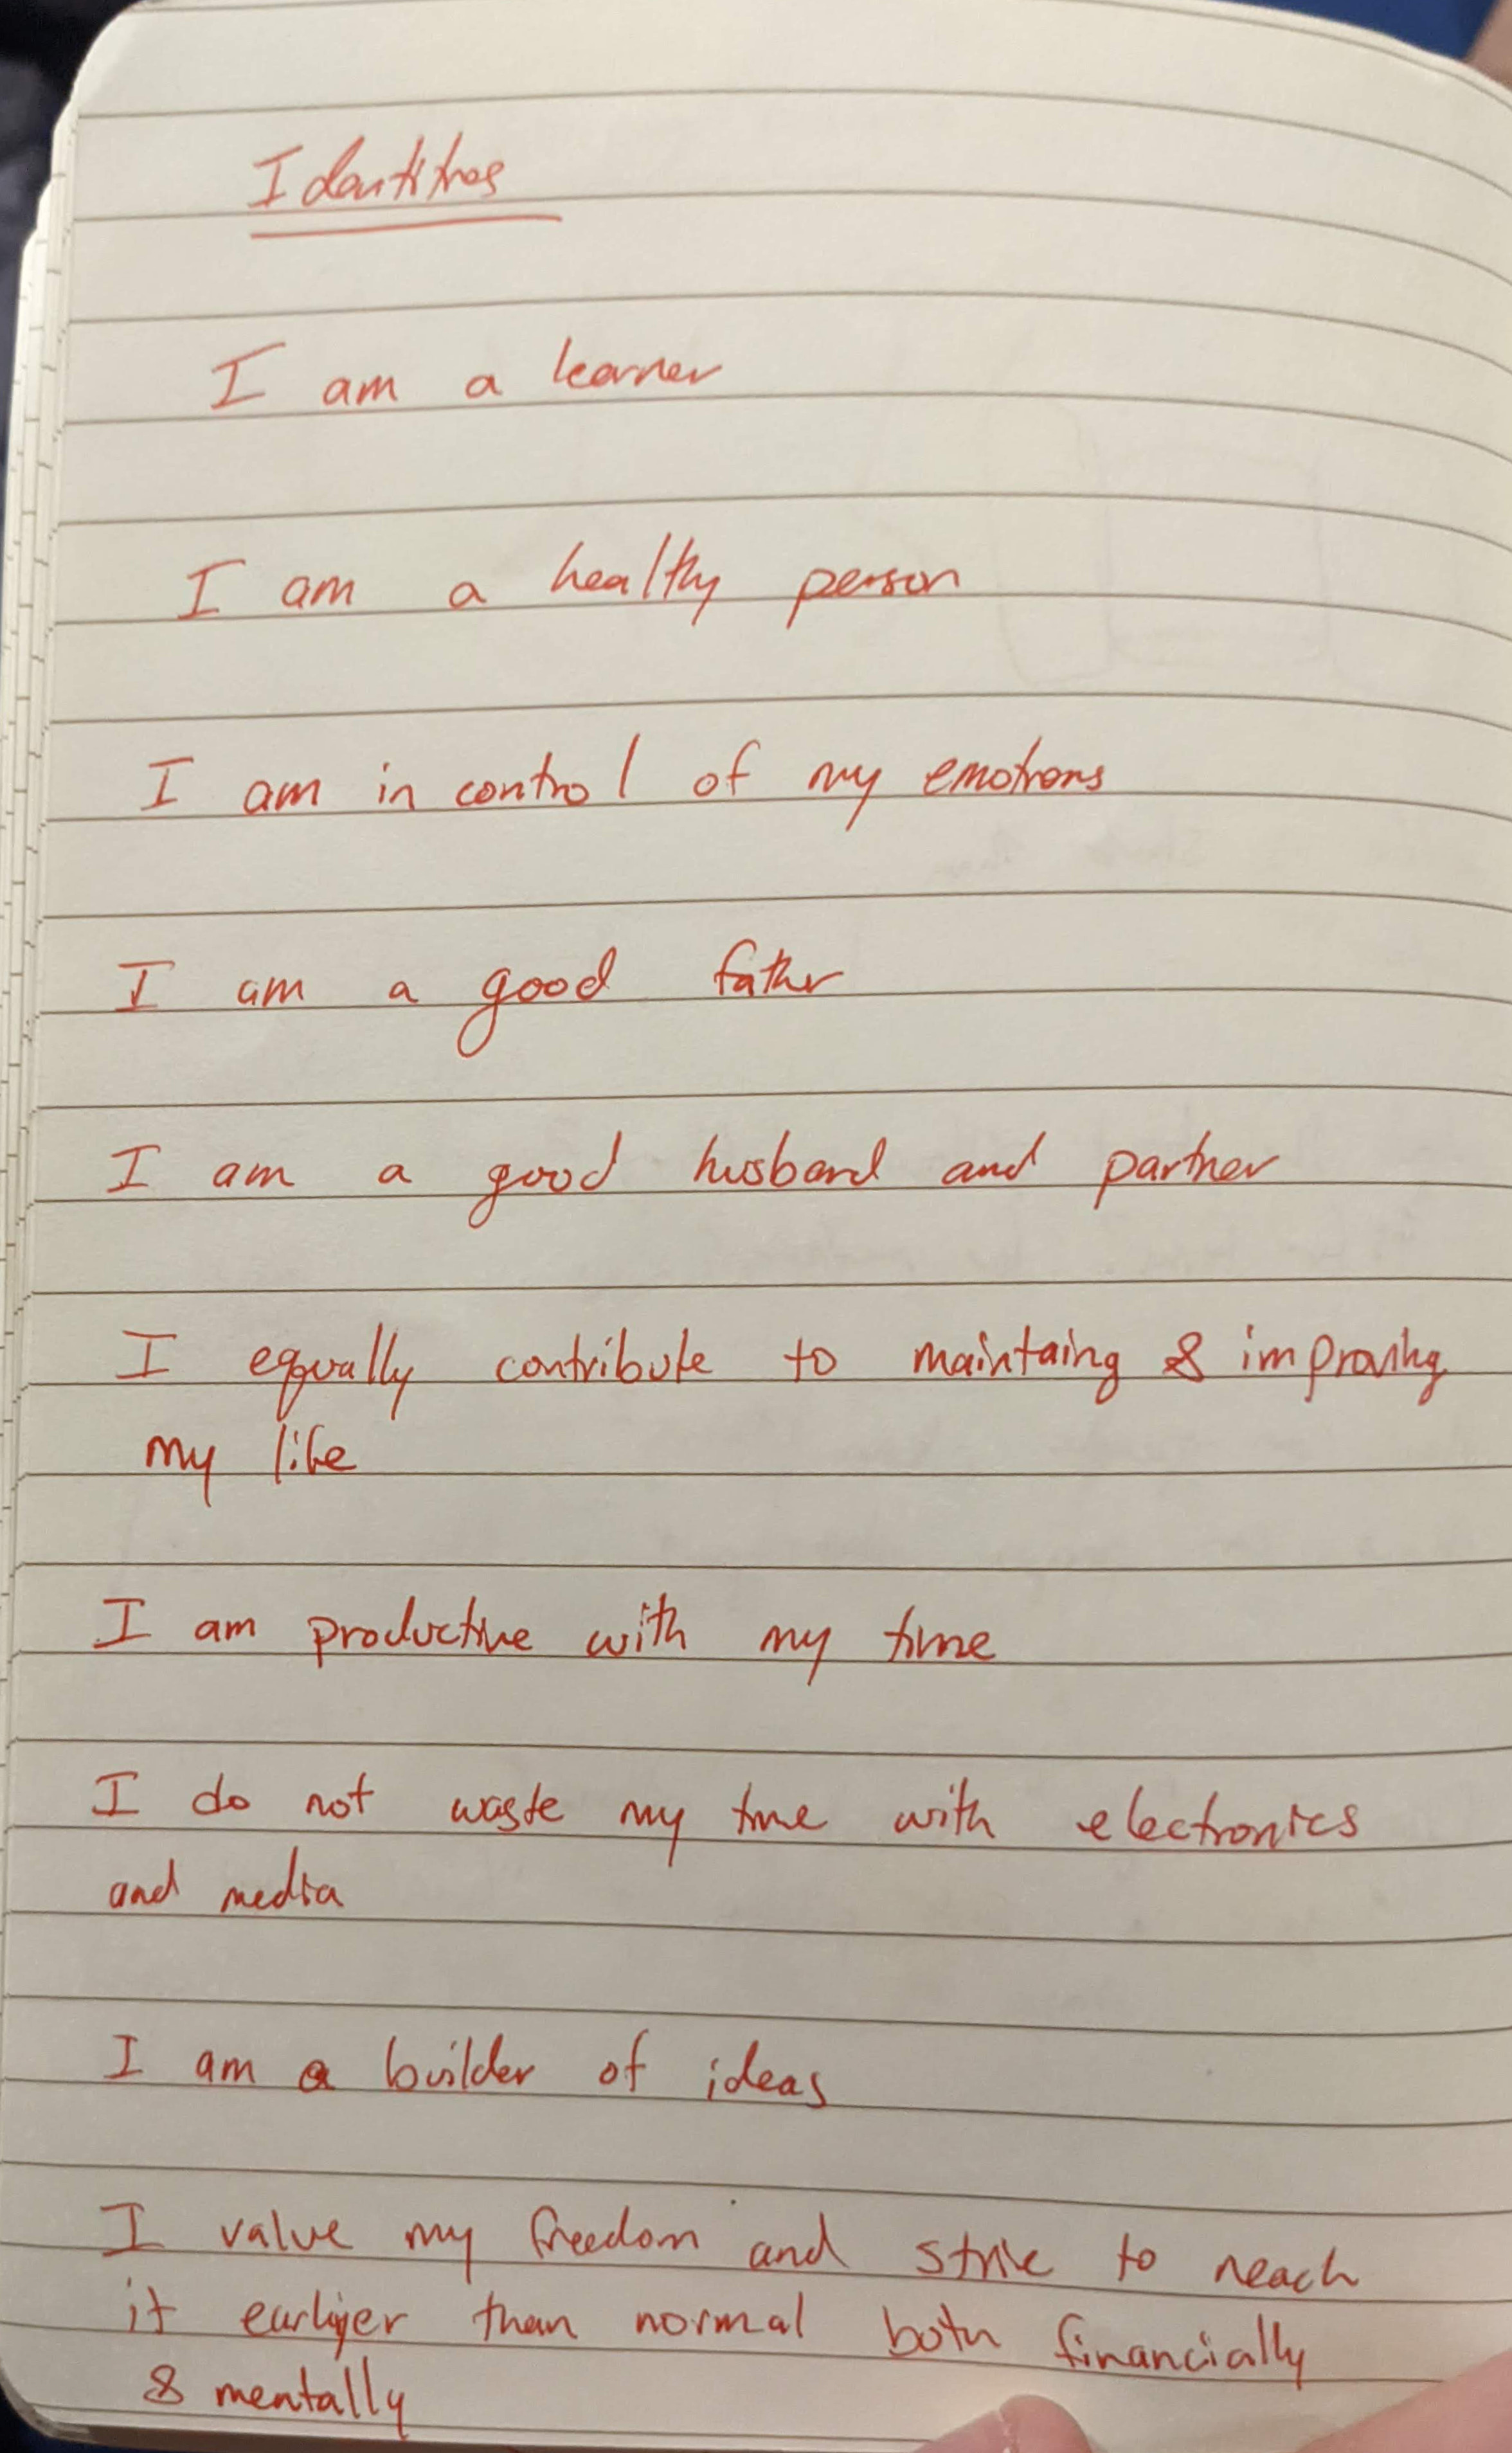 Identities
I am a learner
I am a healthy person
I am in control of my emotions
I am a good father
I am a good husband and partner
I equally contribute to maintaing & improving
my life
I am productive with my time
I do not waste my time with electronics
and media
I am a builder of ideas
I value my freedom and strive to reach
it earlier than normal both financially
& mentally